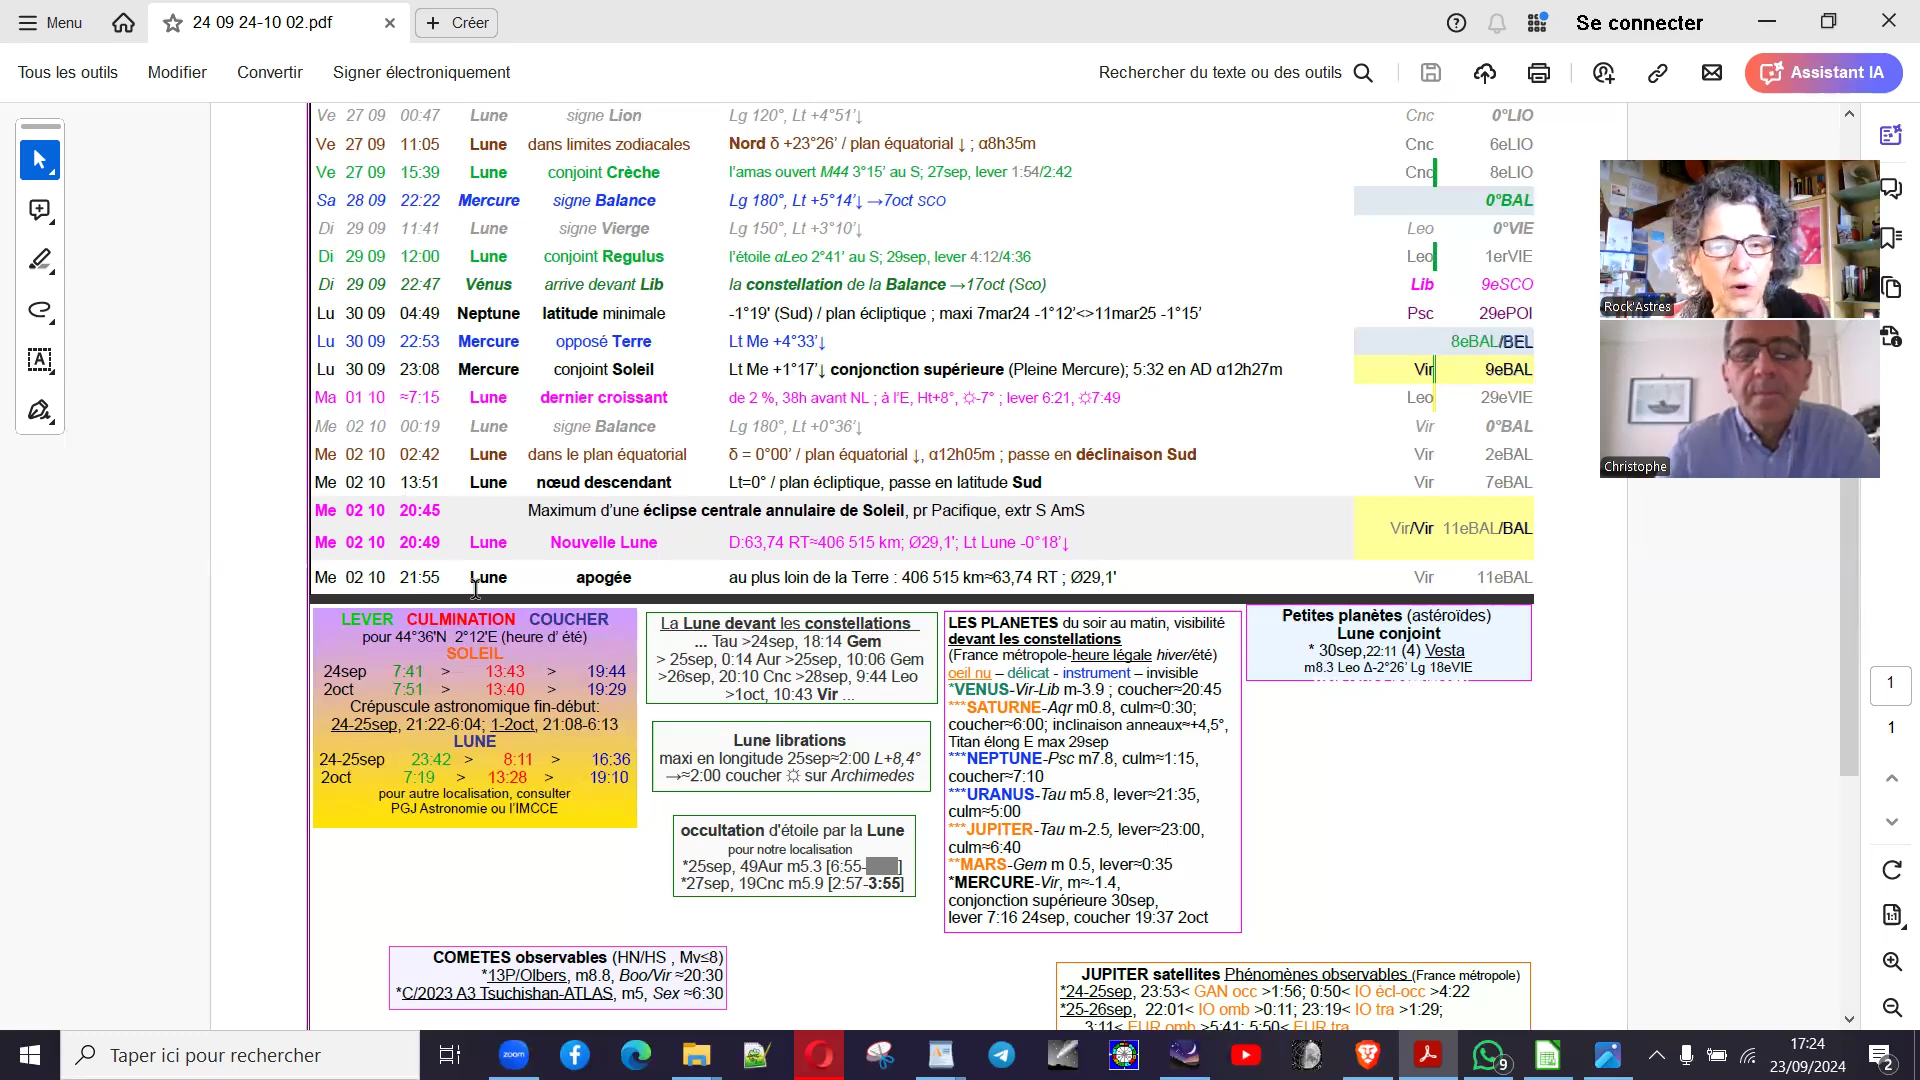 Menu
24 09 24-10 02.pdf
Créer
Se connecter
Tous les outils
Modifier
Convertir
Signer électroniquement
Rechercher du texte ou des outils
Assistant IA
Ve 27 09 00:47 Lune signe Lion Lg 120°, Lt +4°51'↓ Cnc 0°LIO
Ve 27 09 11:05 Lune dans limites zodiacales Nord δ +23°26' / plan équatorial ↓ ; α8h35m Cnc 6eLIO
Ve 27 09 15:39 Lune conjoint Crèche l'amas ouvert M44 3°15' au S; 27sep, lever 1:54/2:42 Cnc 8eLIO
Sa 28 09 22:22 Mercure signe Balance Lg 180°, Lt +5°14'↓ →7oct SCO 0°BAL
Di 29 09 11:41 Lune signe Vierge Lg 150°, Lt +3°10'↓ Leo 0°VIE
Di 29 09 12:00 Lune conjoint Regulus l'étoile αLeo 2°41' au S; 29sep, lever 4:12/4:36 Leo 1erVIE
Di 29 09 22:47 Vénus arrive devant Lib la constellation de la Balance →17oct (Sco) Lib 9eSCO
Lu 30 09 04:49 Neptune latitude minimale -1°19' (Sud) / plan écliptique ; maxi 7mar24 -1°12'<>11mar25 -1°15' Psc 29ePOI
Lu 30 09 22:53 Mercure opposé Terre Lt Me +4°33'↓ 8eBAL/BEL
Lu 30 09 23:08 Mercure conjoint Soleil Lt Me +1°17'↓ conjonction supérieure (Pleine Mercure); 5:32 en AD α12h27m Vir 9eBAL
Ma 01 10 ≈7:15 Lune dernier croissant de 2 %, 38h avant NL ; à l'E, Ht+8°, ☼-7° ; lever 6:21, ☼7:49 Leo 29eVIE
Me 02 10 00:19 Lune signe Balance Lg 180°, Lt +0°36'↓ Vir 0°BAL
Me 02 10 02:42 Lune dans le plan équatorial δ = 0°00' / plan équatorial ↓, α12h05m ; passe en déclinaison Sud Vir 2eBAL
Me 02 10 13:51 Lune nœud descendant Lt=0° / plan écliptique, passe en latitude Sud Vir 7eBAL
Me 02 10 20:45 Maximum d'une éclipse centrale annulaire de Soleil, pr Pacifique, extr S AmS
Vir/Vir 11eBAL/BAL
Me 02 10 20:49 Lune Nouvelle Lune D:63,74 RT≈406 515 km; Ø29,1'; Lt Lune -0°18'↓
Me 02 10 21:55 Lune apogée au plus loin de la Terre : 406 515 km≈63,74 RT ; Ø29,1' Vir 11eBAL
LEVER CULMINATION COUCHER
pour 44°36'N 2°12'E (heure d' été)
SOLEIL
24sep 7:41 > 13:43 > 19:44
2oct 7:51 > 13:40 > 19:29
Crépuscule astronomique fin-début:
24-25sep, 21:22-6:04; 1-2oct, 21:08-6:13
LUNE
24-25sep 23:42 > 8:11 > 16:36
2oct 7:19 > 13:28 > 19:10
pour autre localisation, consulter
PGJ Astronomie ou l'IMCCE
La Lune devant les constellations
... Tau >24sep, 18:14 Gem
> 25sep, 0:14 Aur >25sep, 10:06 Gem
>26sep, 20:10 Cnc >28sep, 9:44 Leo
>1oct, 10:43 Vir ...
Lune librations
maxi en longitude 25sep≈2:00 L+8,4°
→≈2:00 coucher ☼ sur Archimedes
occultation d'étoile par la Lune
pour notre localisation
*25sep, 49Aur m5.3 [6:55-
]
*27sep, 19Cnc m5.9 [2:57-3:55]
LES PLANETES du soir au matin, visibilité
devant les constellations
(France métropole-heure légale hiver/été)
oeil nu – délicat - instrument – invisible
*VENUS-Vir-Lib m-3.9 ; coucher≈20:45
***SATURNE-Aqr m0.8, culm≈0:30;
coucher≈6:00; inclinaison anneaux≈+4,5°,
Titan élong E max 29sep
***NEPTUNE-Psc m7.8, culm≈1:15,
coucher≈7:10
***URANUS-Tau m5.8, lever≈21:35,
culm≈5:00
***JUPITER-Tau m-2.5, lever≈23:00,
culm≈6:40
**MARS-Gem m 0.5, lever≈0:35
*MERCURE-Vir, m≈-1.4,
conjonction supérieure 30sep,
lever 7:16 24sep, coucher 19:37 2oct
Petites planètes (astéroïdes)
Lune conjoint
* 30sep,22:11 (4) Vesta
m8.3 Leo Δ-2°26' Lg 18eVIE
COMETES observables (HN/HS , Mv≤8)
*13P/Olbers, m8.8, Boo/Vir ≈20:30
*C/2023 A3 Tsuchishan-ATLAS, m5, Sex ≈6:30
JUPITER satellites Phénomènes observables (France métropole)
*24-25sep, 23:53< GAN occ >1:56; 0:50< IO écl-occ >4:22
*25-26sep, 22:01< IO omb >0:11; 23:19< IO tra >1:29;
3:11< EUR omb >5:41; 5:50< EUR tra
Rock'Astres
Christophe
1
1
1:1
Taper ici pour rechercher
zoom
9
17:24
23/09/2024
2